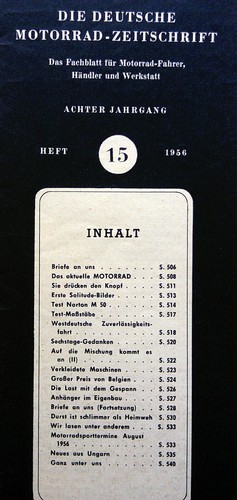 DIE DEUTSCHE
MOTORRAD-ZEITSCHRIFT
Das Fachblatt für Motorrad-Fahrer,
Händler und Werkstatt
ACHTER JAHRGANG
HEFT 15 1956
INHALT
Briefe an uns . . . . . . S. 506
Das aktuelle MOTORRAD . . . S. 508
Sie drücken den Knopf . . . . S. 511
Erste Solitude-Bilder . . . . S. 513
Test Norton M 50 . . . . . S. 514
Test-Maßstäbe . . . . . . S. 517
Westdeutsche Zuverlässigkeits-
fahrt . . . . . . . . S. 518
Sechstage-Gedanken . . . . S. 520
Auf die Mischung kommt es
an (II) . . . . . . . S. 522
Verkleidete Maschinen . . . . S. 523
Großer Preis von Belgien . . . S. 524
Die Last mit dem Gespann . . . S. 526
Anhänger im Eigenbau . . . . S. 527
Briefe an uns (Fortsetzung) . . S. 528
Durst ist schlimmer als Heimweh S. 530
Wir lasen unter anderem . . . S. 533
Motorradsporttermine August
1956 . . . . . . . . S. 533
Neues aus Ungarn . . . . . S. 535
Ganz unter uns . . . . . . S. 540